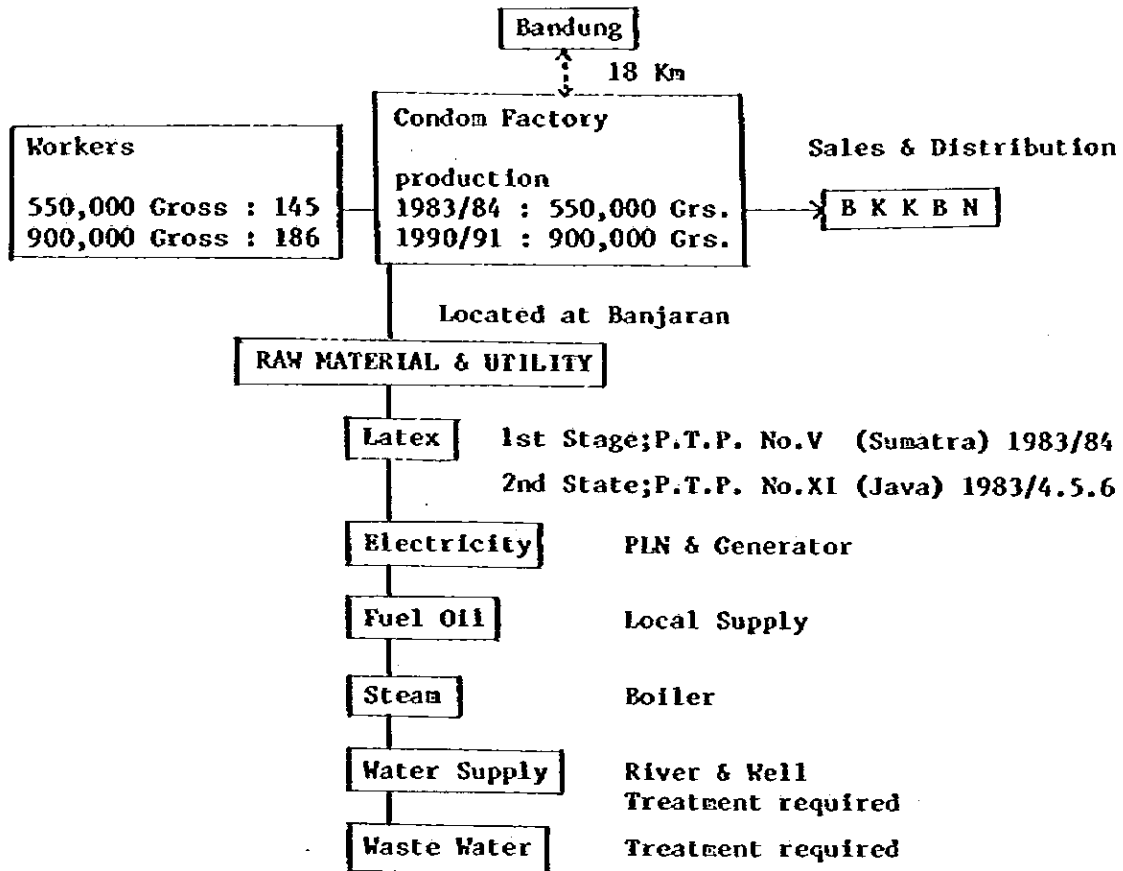 Bandung
18 Km
Workers
550,000 Gross : 145
900,000 Gross : 186
Condom Factory
production
1983/84 : 550,000 Grs.
1990/91 : 900,000 Grs.
Sales & Distribution
B K K B N
Located at Banjaran
RAW MATERIAL & UTILITY
Latex 1st Stage;P.T.P. No.V (Sumatra) 1983/84
2nd State;P.T.P. No.XI (Java) 1983/4.5.6
Electricity PLN & Generator
Fuel Oil Local Supply
Steam Boiler
Water Supply River & Well
Treatment required
Waste Water Treatment required